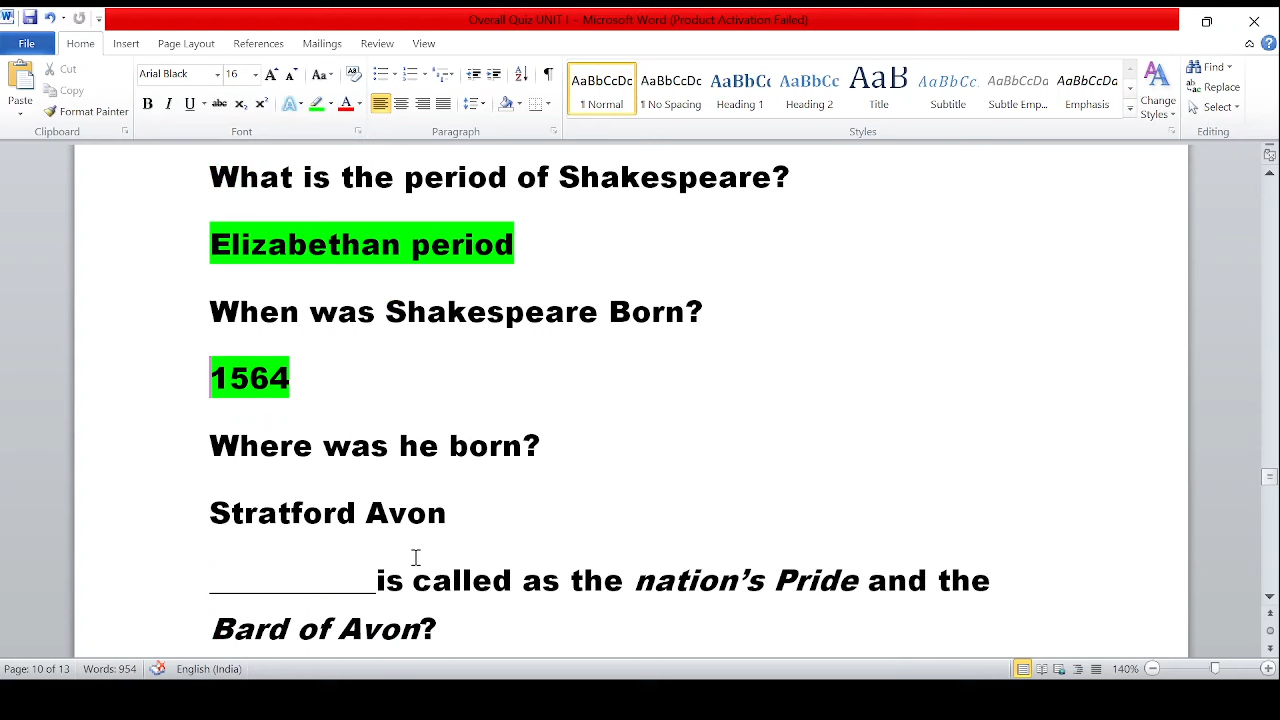 Overall Quiz UNIT I - Microsoft Word (Product Activation Failed)
File Home Insert Page Layout References Mailings Review View
Paste
Cut
Copy
Format Painter
Clipboard
Arial Black 16
Font
Paragraph
AaBbCcDc AaBbCcDc AaBbCc AaBbCc AaB AaBbCc. AaBbCcDc AaBbCcDc
¶ Normal ¶ No Spacing Heading 1 Heading 2 Title Subtitle Subtle Em... Emphasis
Change
Styles
Styles
Find
Replace
Select
Editing
What is the period of Shakespeare?
Elizabethan period
When was Shakespeare Born?
1564
Where was he born?
Stratford Avon
___________is called as the nation’s Pride and the
Bard of Avon?
Page: 10 of 13 Words: 954 English (India) 140%